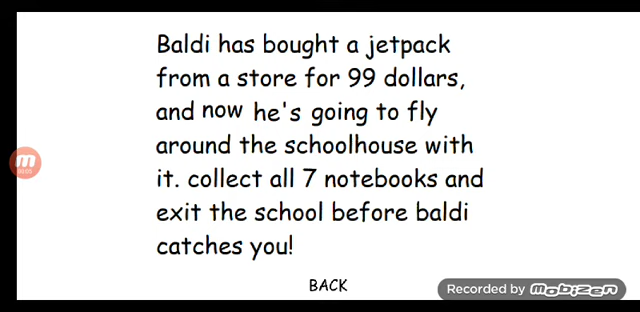 Baldi has bought a jetpack
from a store for 99 dollars,
and now he's going to fly
around the schoolhouse with
it. collect all 7 notebooks and
exit the school before baldi
catches you!
BACK
Recorded by mobizen